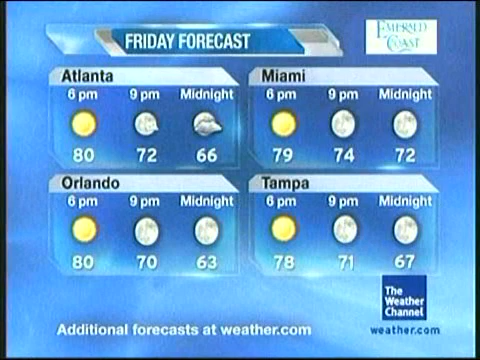 FRIDAY FORECAST
EMERALD
COAST
Atlanta
6 pm 9 pm Midnight
80 72 66
Miami
6 pm 9 pm Midnight
79 74 72
Orlando
6 pm 9 pm Midnight
80 70 63
Tampa
6 pm 9 pm Midnight
78 71 67
The
Weather
Channel
weather.com
Additional forecasts at weather.com